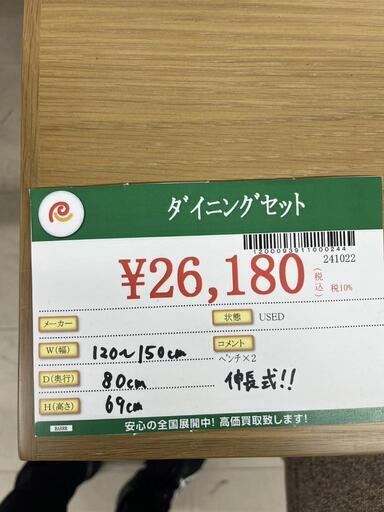 ダイニングセット
1200093911000244
241022
¥26,180 (税込) 税10%
メーカー
状態 USED
W(幅) 120～150cm
コメント
ベンチ×2
D(奥行) 80cm
伸長式!!
H(高さ) 69cm
安心の全国展開中! 高価買取致します!